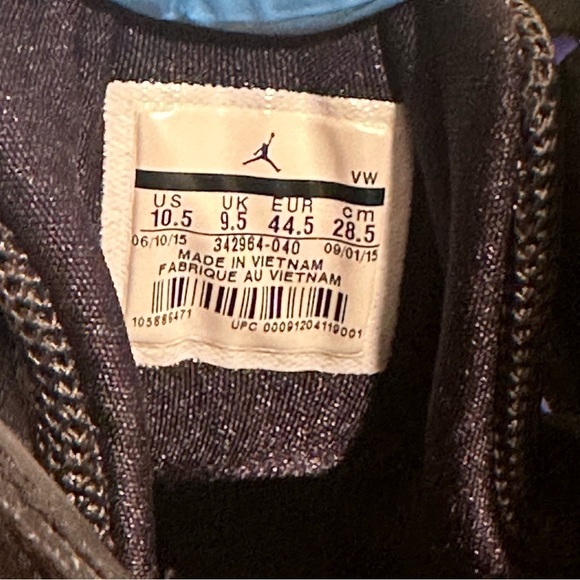 VW
US UK EUR cm
10.5 9.5 44.5 28.5
06/10/15 342964-040 09/01/15
MADE IN VIETNAM
FABRIQUE AU VIETNAM
UPC 00091204119001